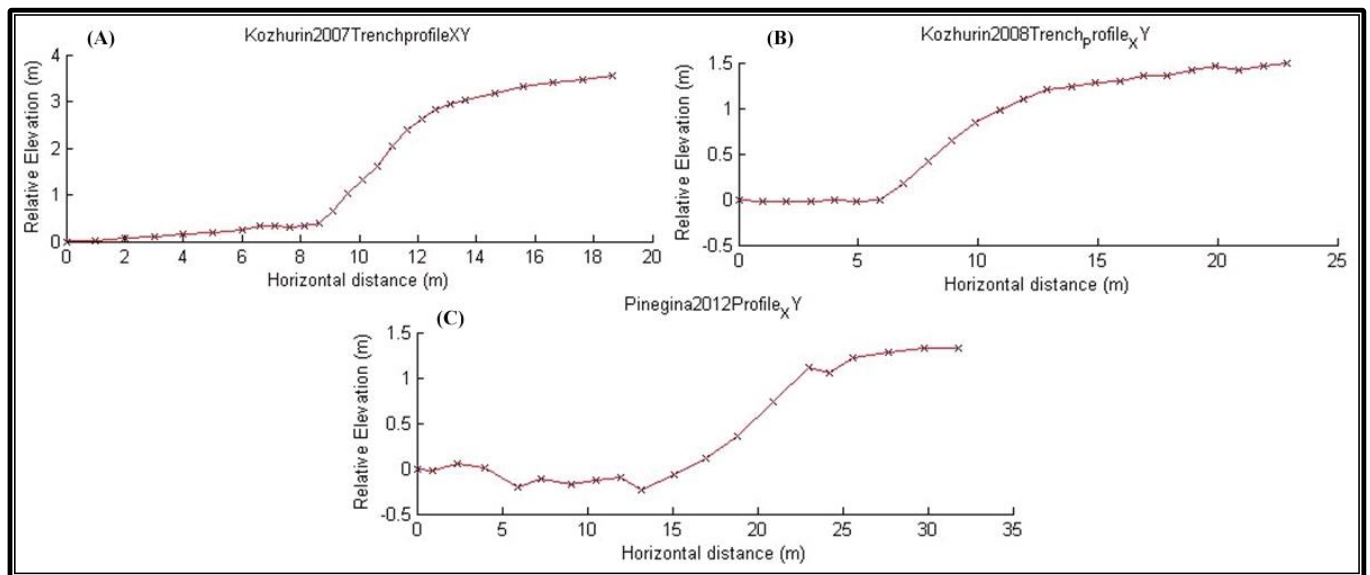 (A)
Kozhurin2007TrenchprofileXY
4
3
2
1
0
Relative Elevation (m)
0 2 4 6 8 10 12 14 16 18 20
Horizontal distance (m)
(B)
Kozhurin2008TrenchprofileXY
1.5
1
0.5
0
-0.5
Relative Elevation (m)
0 5 10 15 20 25
Horizontal distance (m)
(C)
Pinegina2012ProfileXY
1.5
1
0.5
0
-0.5
Relative Elevation (m)
0 5 10 15 20 25 30 35
Horizontal distance (m)